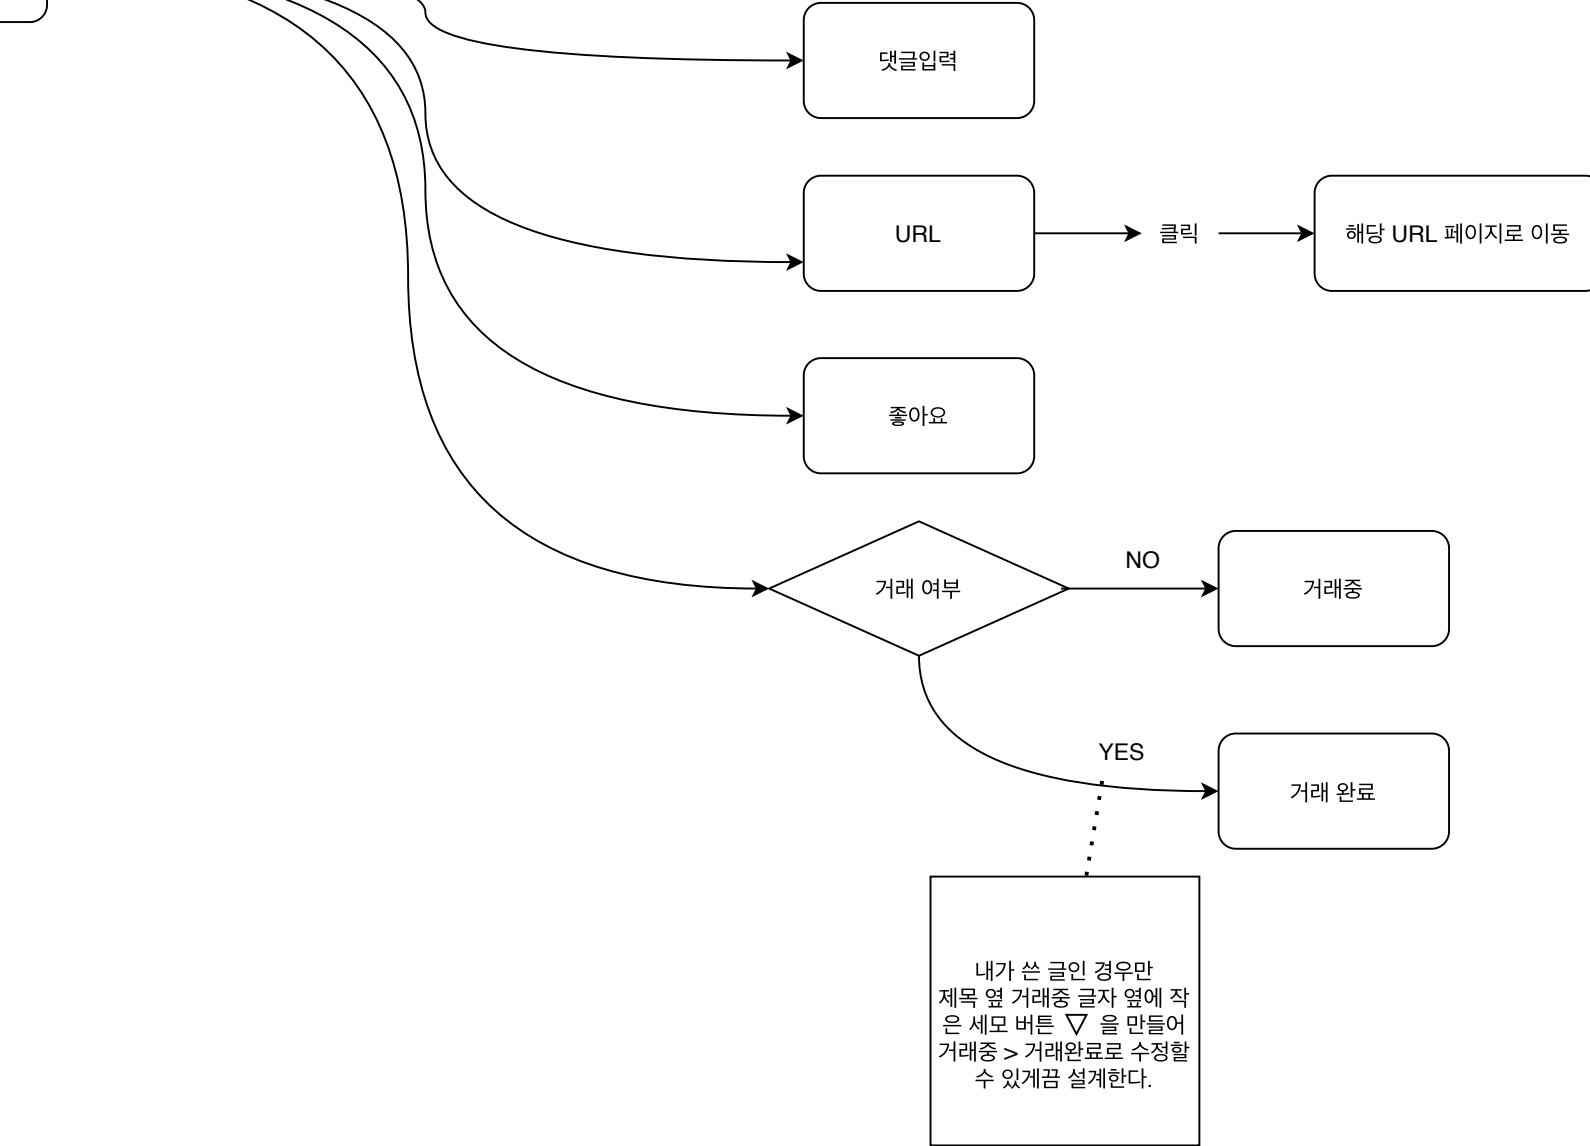 댓글입력
URL
클릭
해당 URL 페이지로 이동
좋아요
거래 여부
NO
거래중
YES
거래 완료
내가 쓴 글인 경우만
제목 옆 거래중 글자 옆에 작
은 세모 버튼 ▽ 을 만들어
거래중 > 거래완료로 수정할
수 있게끔 설계한다.